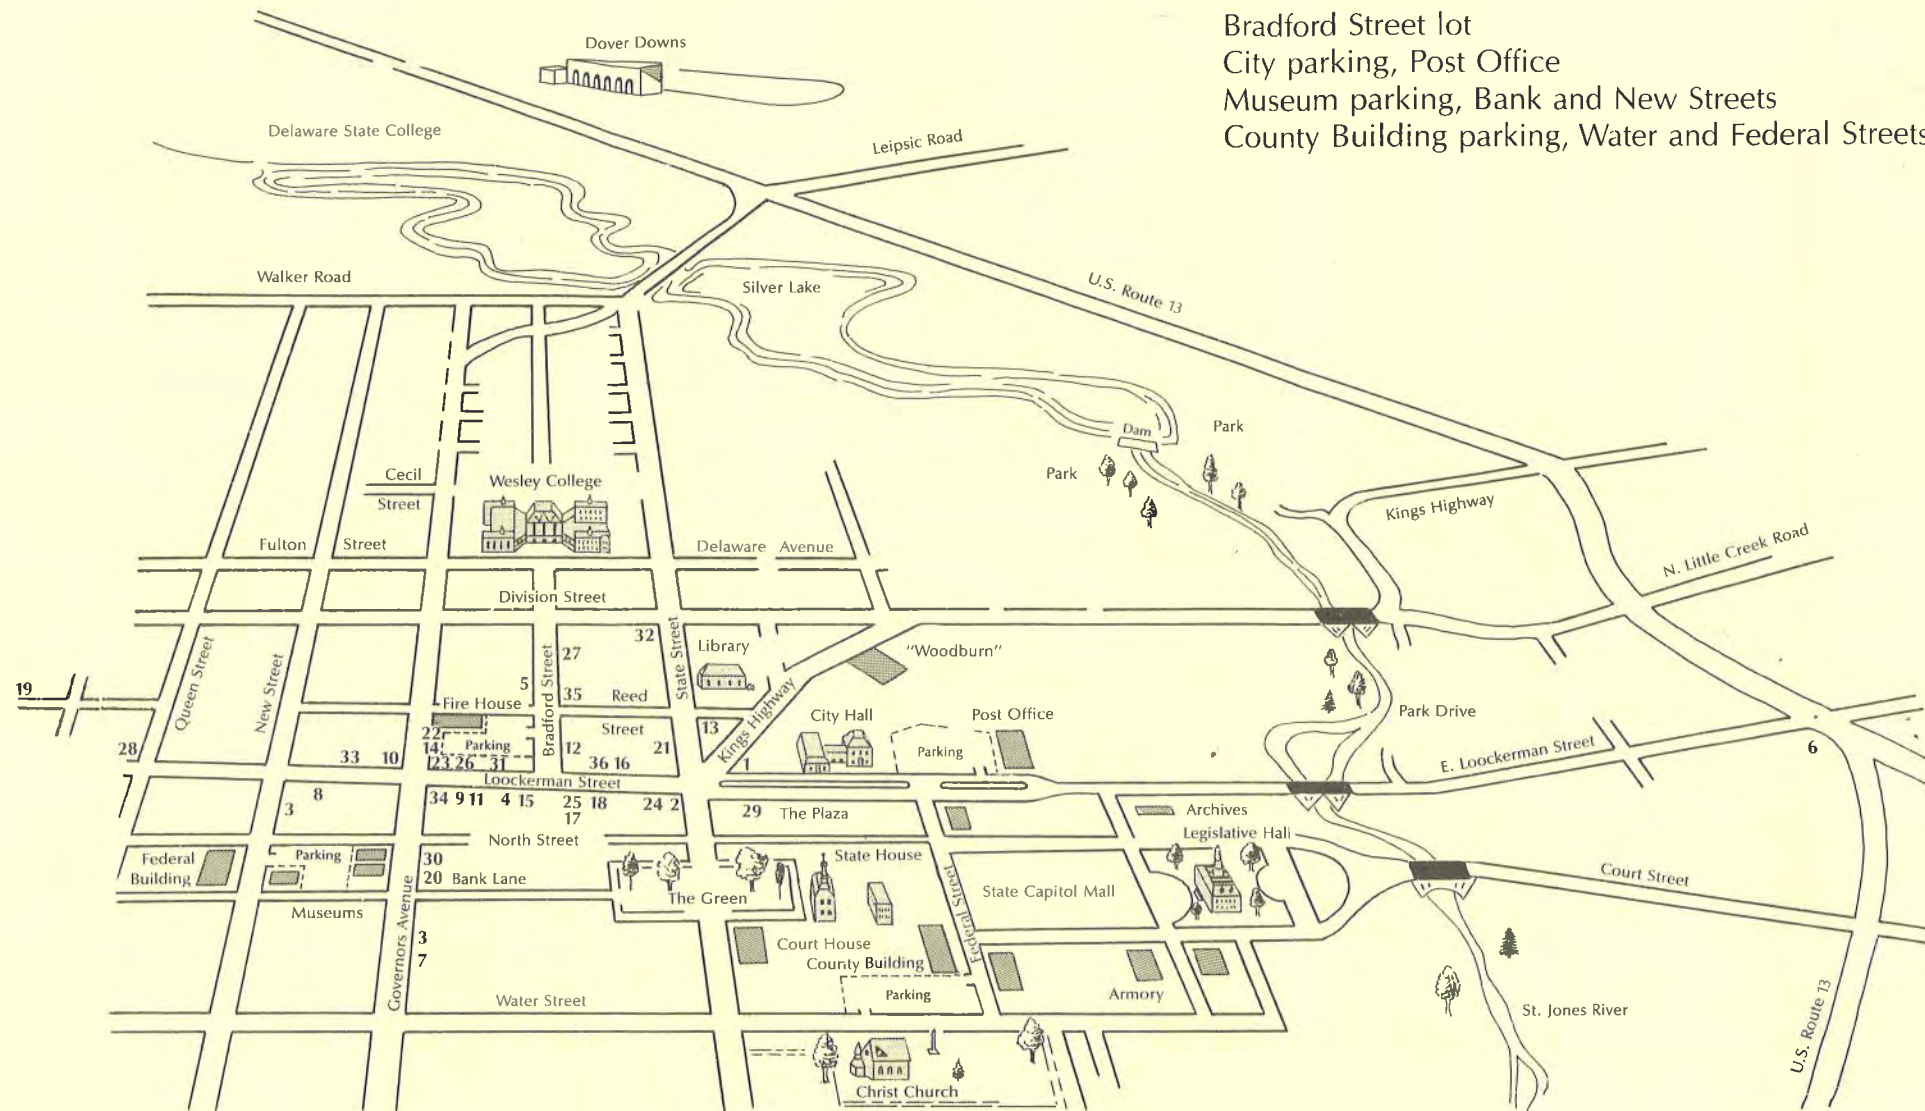 Bradford Street lot
City parking, Post Office
Museum parking, Bank and New Streets
County Building parking, Water and Federal Streets
Dover Downs
Delaware State College
Leipsic Road
Walker Road
Silver Lake
U.S. Route 13
Dam
Park
Park
Cecil
Street
Wesley College
Kings Highway
Fulton Street
Delaware Avenue
N. Little Creek Road
Division Street
32
State Street
Library
"Woodburn"
Queen Street
New Street
27
Bradford Street
19
5
35 Reed
Street
Fire House
Kings Highway
13
City Hall
Post Office
Park Drive
28
22
14
Parking
12
21
Parking
33
10
23 26 31
36 16
1
E. Loockerman Street
6
Loockerman Street
8
3
34 9 11 4 15
25 18
17
24 2
29
The Plaza
Archives
North Street
Legislative Hall
Federal
Building
Parking
30
20 Bank Lane
State House
The Green
State Capitol Mall
Federal Street
Court Street
Museums
Governors Avenue
3
7
Court House
County Building
Water Street
Parking
Armory
St. Jones River
U.S. Route 13
Christ Church